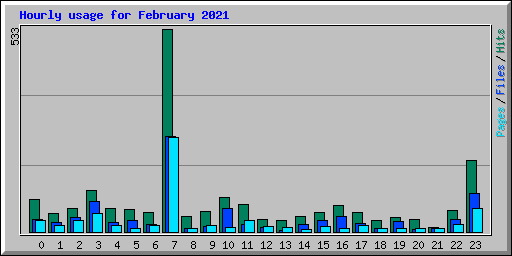 Hourly usage for February 2021
533
Pages / Files / Hits
0 1 2 3 4 5 6 7 8 9 10 11 12 13 14 15 16 17 18 19 20 21 22 23